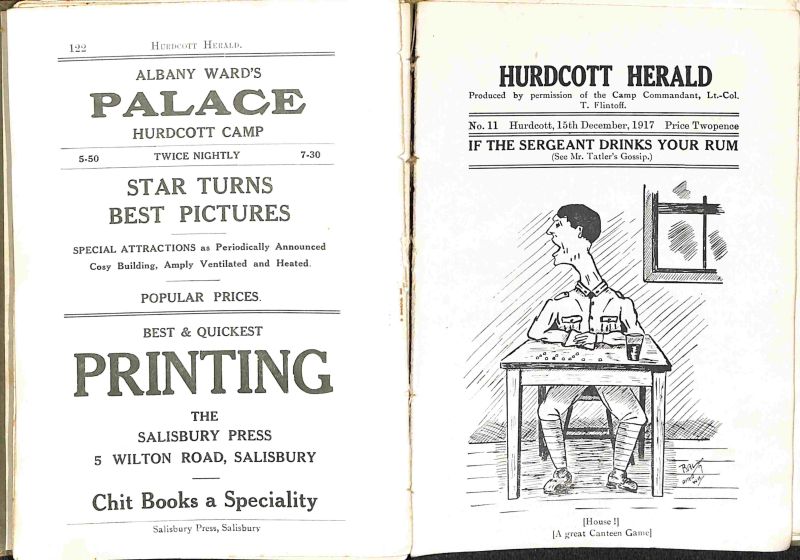 122
HURDCOTT HERALD.
ALBANY WARD'S
PALACE
HURDCOTT CAMP
5-50 TWICE NIGHTLY 7-30
STAR TURNS
BEST PICTURES
SPECIAL ATTRACTIONS as Periodically Announced
Cosy Building, Amply Ventilated and Heated.
POPULAR PRICES.
BEST & QUICKEST
PRINTING
THE
SALISBURY PRESS
5 WILTON ROAD, SALISBURY
Chit Books a Speciality
Salisbury Press, Salisbury
HURDCOTT HERALD
Produced by permission of the Camp Commandant, Lt.-Col.
T. Flintoff.
No. 11 Hurdcott, 15th December, 1917 Price Twopence
IF THE SERGEANT DRINKS YOUR RUM
(See Mr. Tatler's Gossip.)
[House !]
[A great Canteen Game]